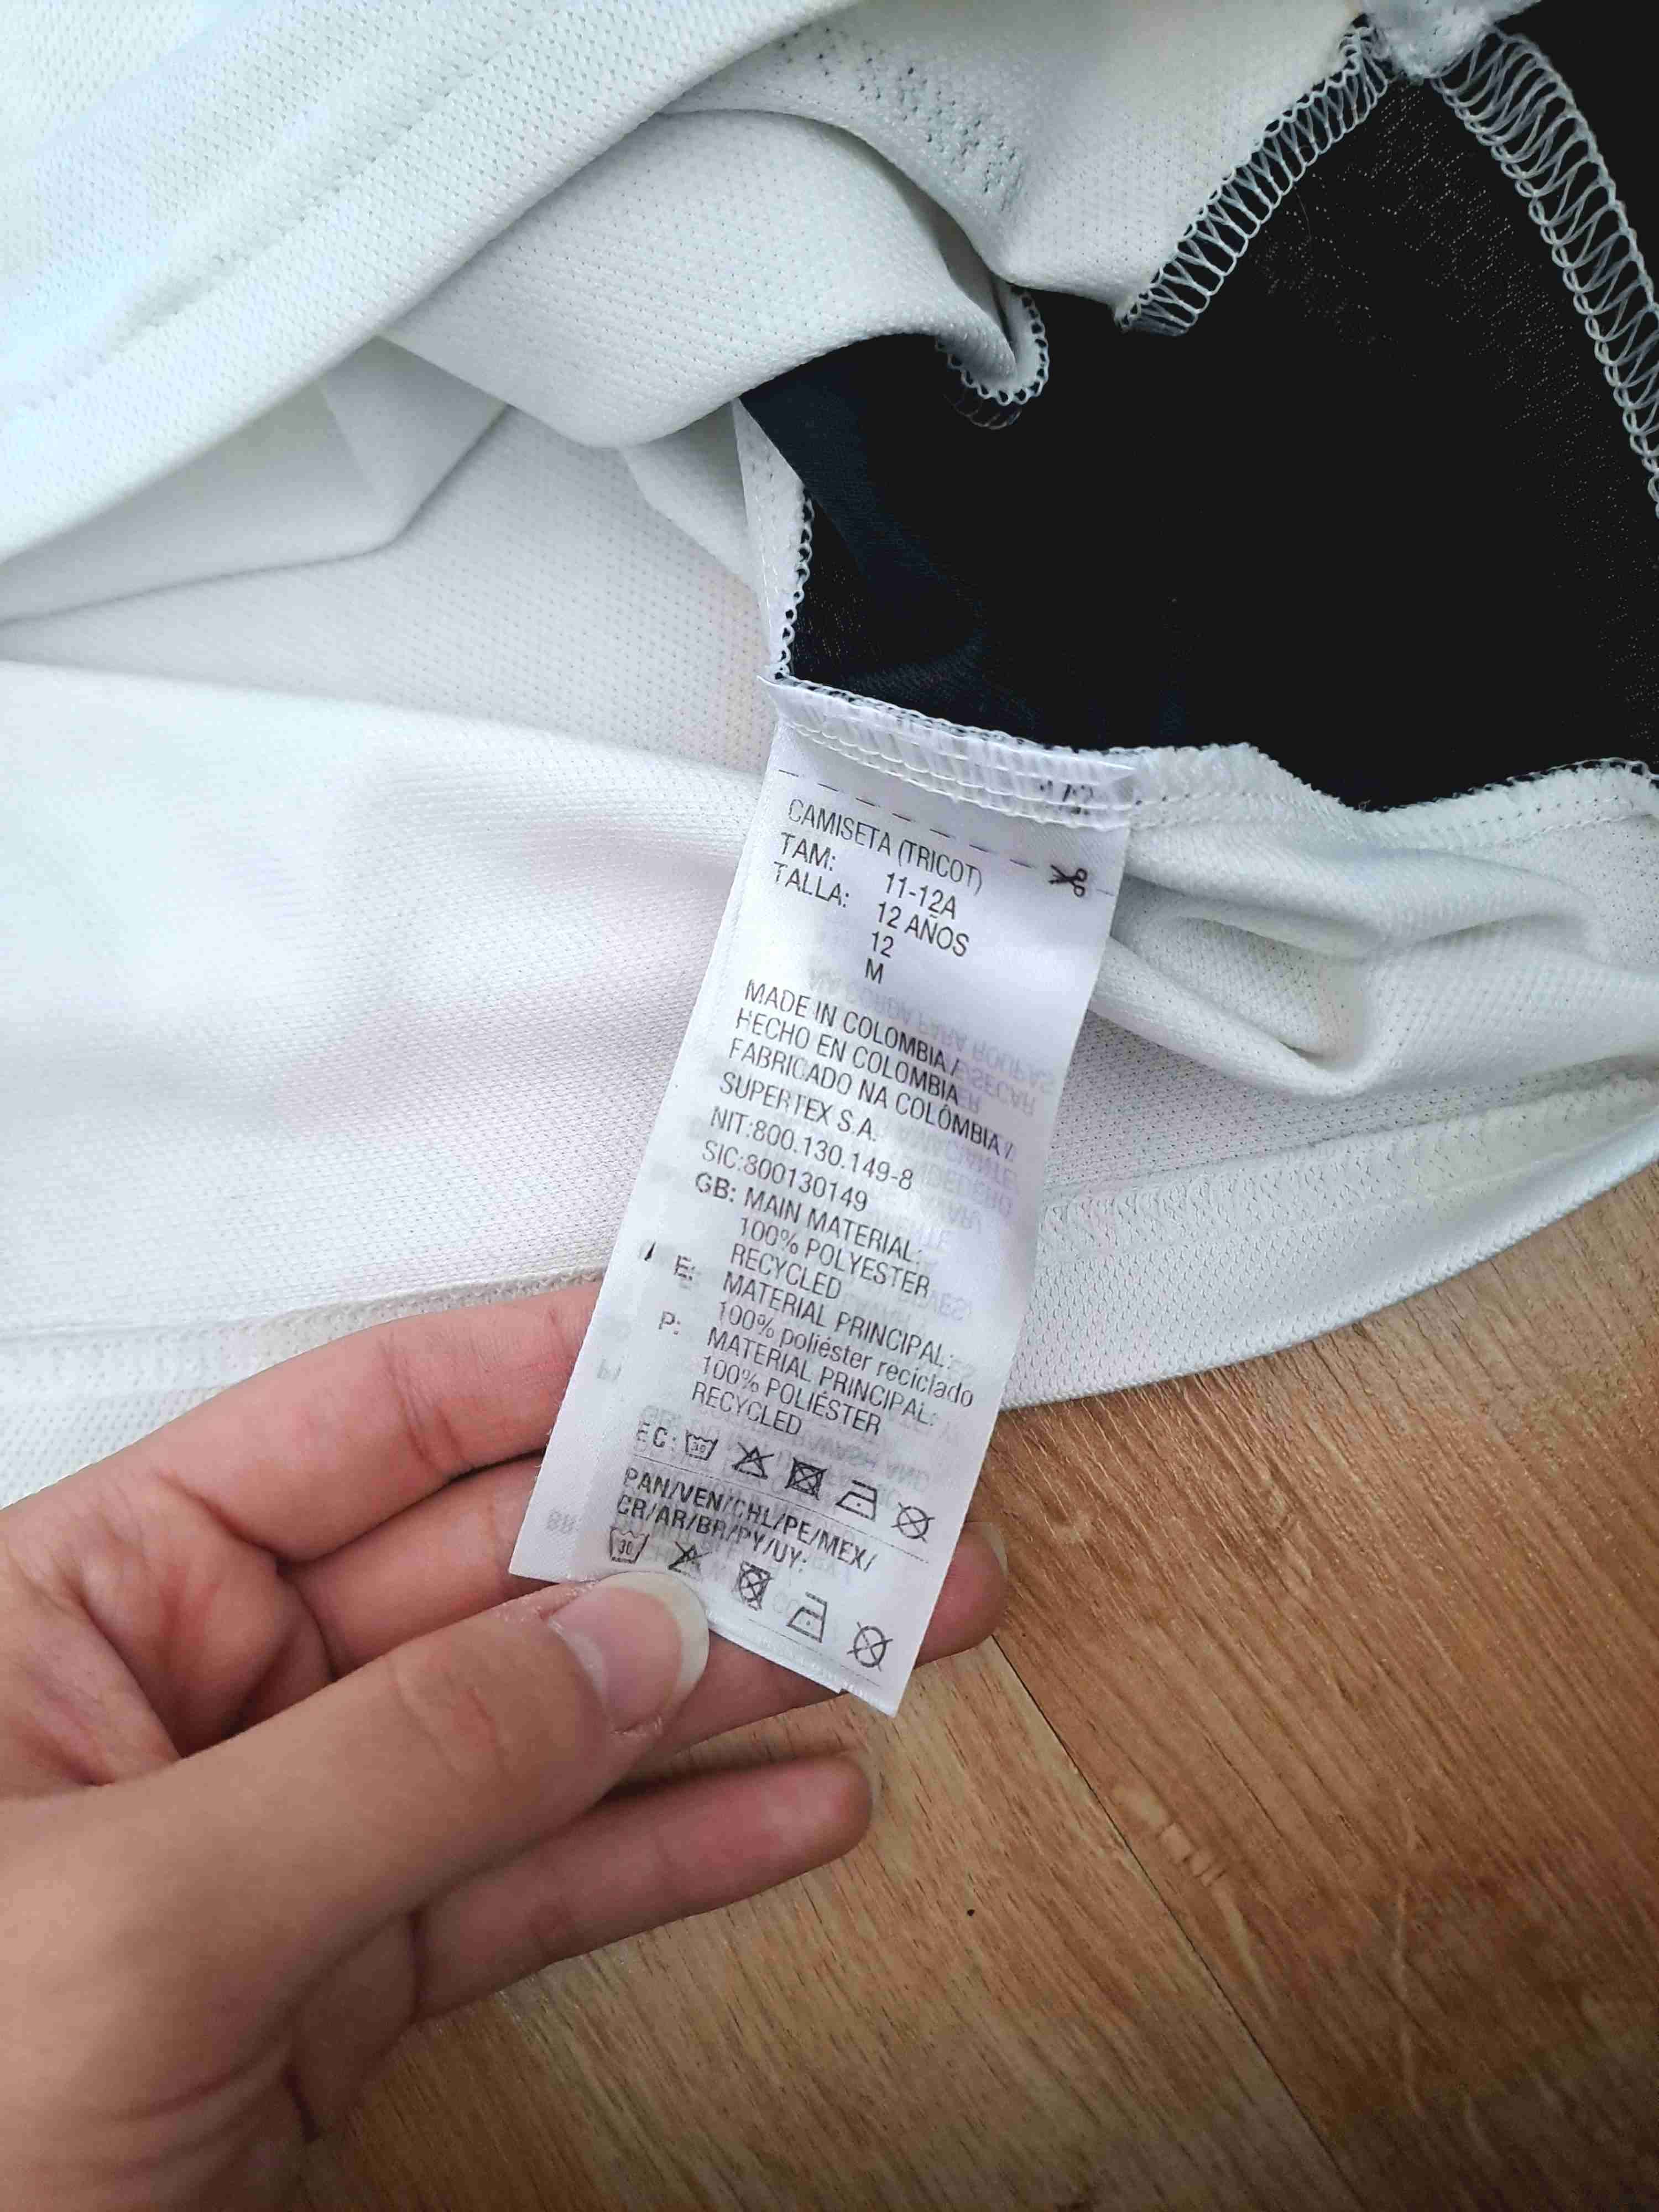 CAMISETA (TRICOT)
TAM: 11-12A
TALLA: 12 AÑOS
12
M
MADE IN COLOMBIA /
HECHO EN COLOMBIA
FABRICADO NA COLÔMBIA /
SUPERTEX S.A.
NIT:800.130.149-8
SIC:800130149
GB: MAIN MATERIAL:
100% POLYESTER
RECYCLED
E: MATERIAL PRINCIPAL:
100% poliéster reciclado
P: MATERIAL PRINCIPAL:
100% POLIÉSTER
RECYCLED
EC: 30
PAN/VEN/CHL/PE/MEX/
CR/AR/BR/PY/UY:
30